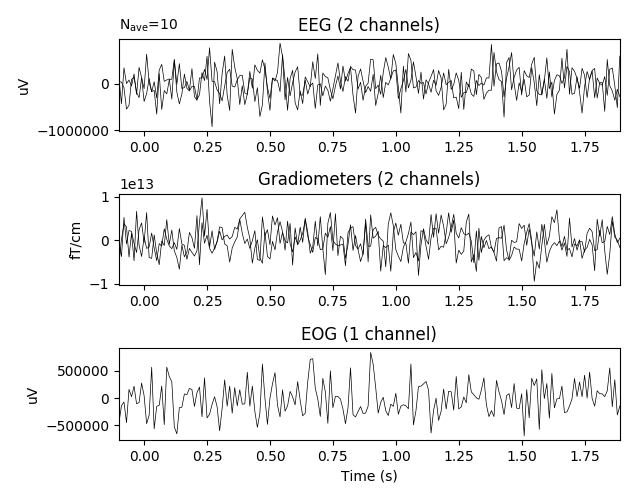 N_ave=10
EEG (2 channels)
uV
0
−1000000
0.00 0.25 0.50 0.75 1.00 1.25 1.50 1.75
1e13
Gradiometers (2 channels)
fT/cm
1
0
−1
0.00 0.25 0.50 0.75 1.00 1.25 1.50 1.75
EOG (1 channel)
uV
500000
0
−500000
0.00 0.25 0.50 0.75 1.00 1.25 1.50 1.75
Time (s)